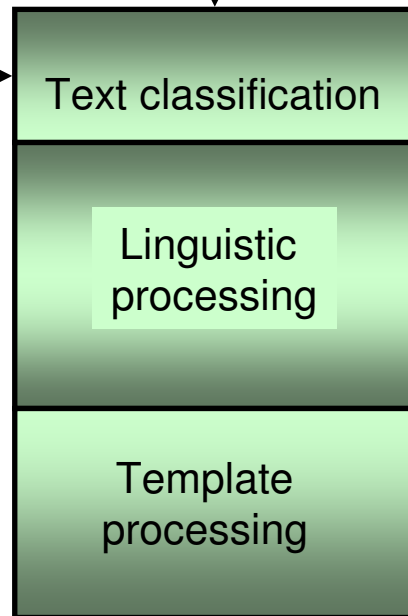 Text classification
Linguistic
processing
Template
processing